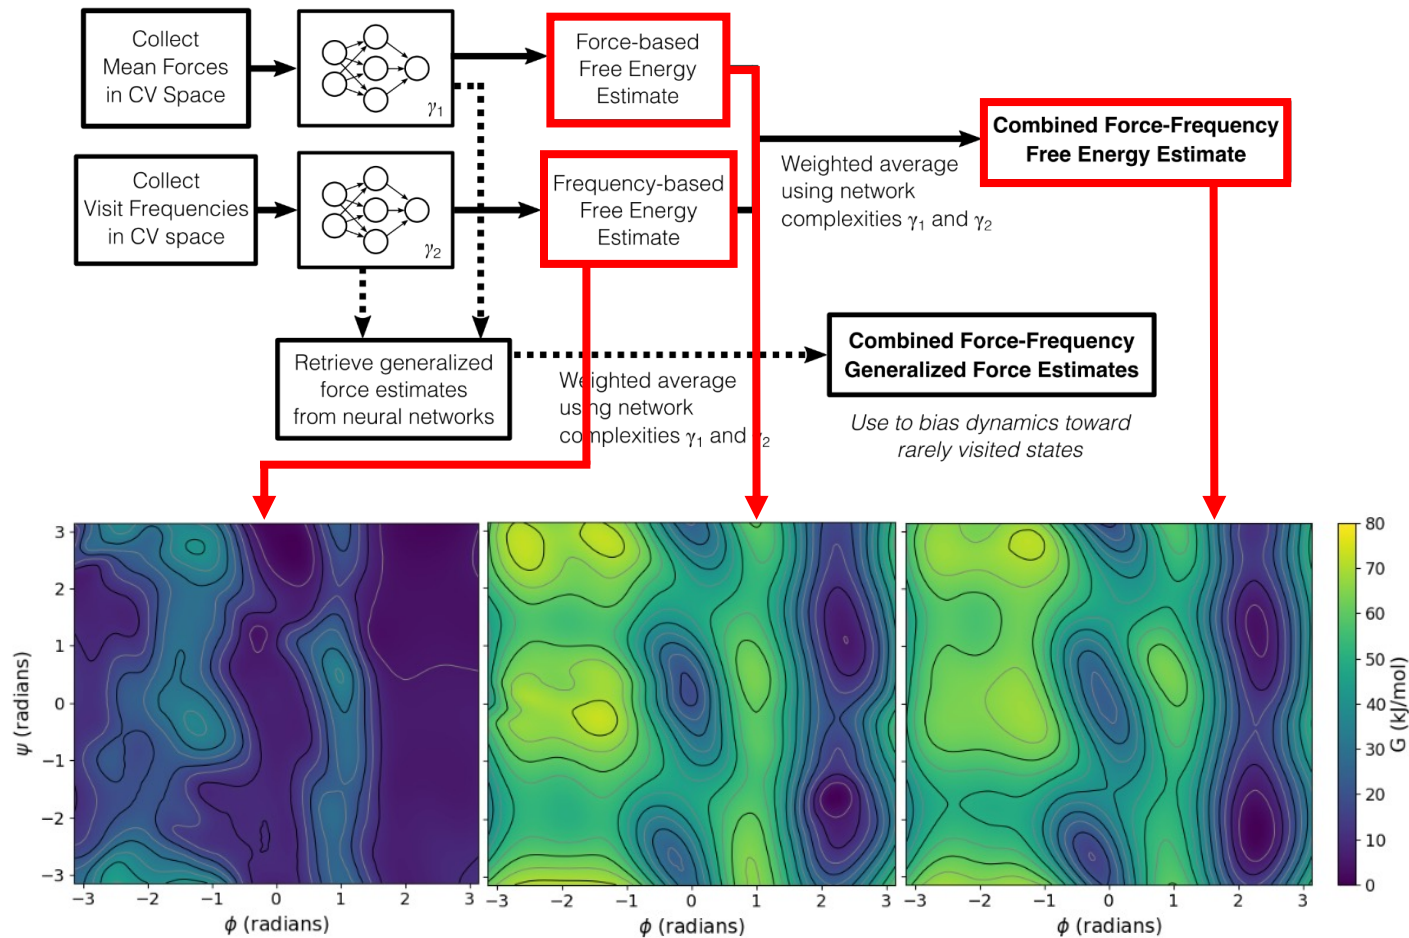 Collect
Mean Forces
in CV Space
γ1
Force-based
Free Energy
Estimate
Combined Force-Frequency
Free Energy Estimate
Collect
Visit Frequencies
in CV space
γ2
Frequency-based
Free Energy
Estimate
Weighted average
using network
complexities γ1 and γ2
Retrieve generalized
force estimates
from neural networks
Weighted average
using network
complexities γ1 and γ2
Combined Force-Frequency
Generalized Force Estimates
Use to bias dynamics toward
rarely visited states
3
2
1
0
−1
−2
−3
ψ (radians)
−3 −2 −1 0 1 2 3
ϕ (radians)
−3 −2 −1 0 1 2 3
ϕ (radians)
−3 −2 −1 0 1 2 3
ϕ (radians)
80
70
60
50
40
30
20
10
0
G (kJ/mol)